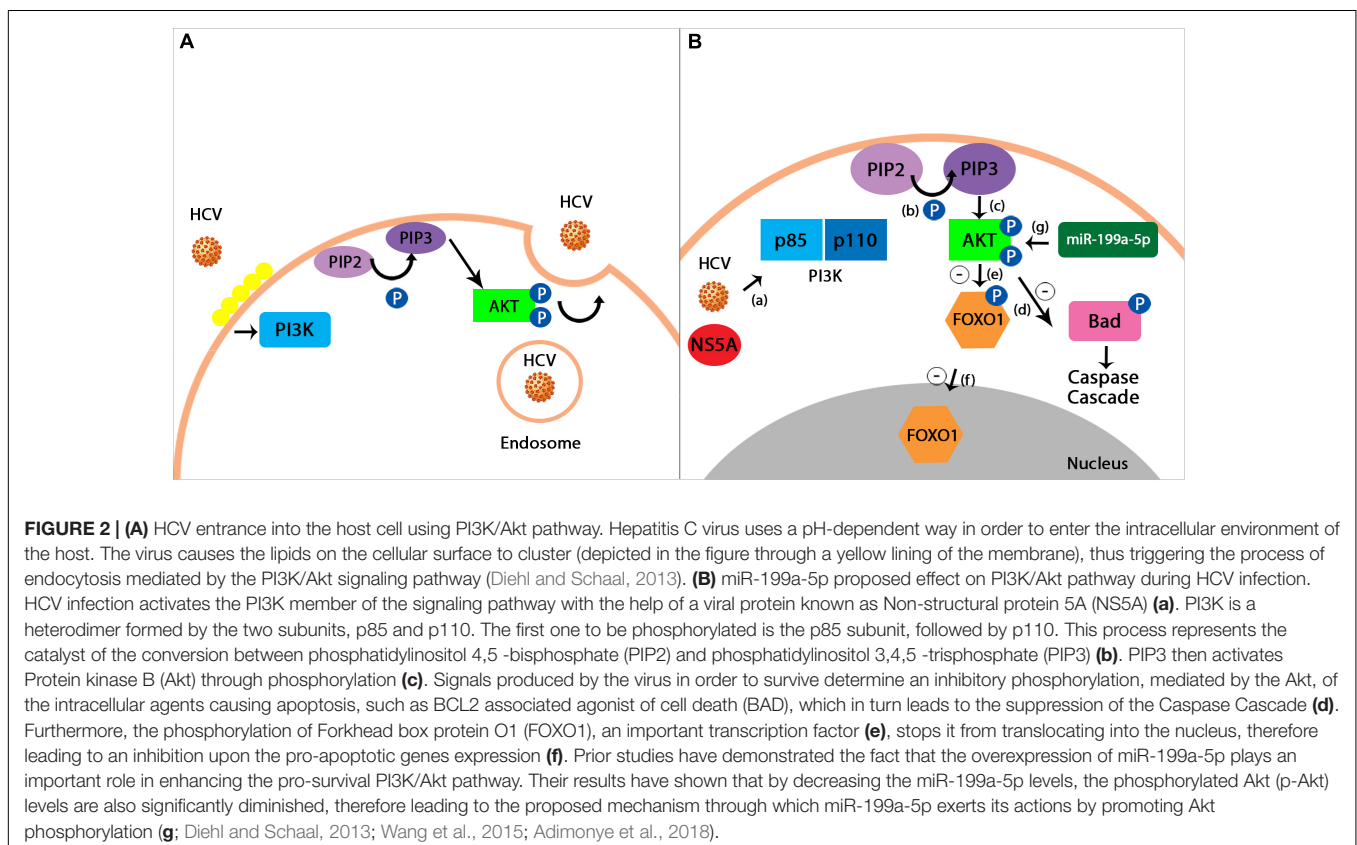 A
B
HCV
HCV
PIP2
PIP3
P
PI3K
AKT
P
P
HCV
Endosome
PIP2
PIP3
(b)
P
(c)
AKT
P
P
(g)
miR-199a-5p
p85
p110
PI3K
HCV
(a)
NS5A
−
(e)
P
FOXO1
(d)
−
Bad
P
Caspase
Cascade
−
(f)
FOXO1
Nucleus
FIGURE 2 | (A) HCV entrance into the host cell using PI3K/Akt pathway. Hepatitis C virus uses a pH-dependent way in order to enter the intracellular environment of
the host. The virus causes the lipids on the cellular surface to cluster (depicted in the figure through a yellow lining of the membrane), thus triggering the process of
endocytosis mediated by the PI3K/Akt signaling pathway (Diehl and Schaal, 2013). (B) miR-199a-5p proposed effect on PI3K/Akt pathway during HCV infection.
HCV infection activates the PI3K member of the signaling pathway with the help of a viral protein known as Non-structural protein 5A (NS5A) (a). PI3K is a
heterodimer formed by the two subunits, p85 and p110. The first one to be phosphorylated is the p85 subunit, followed by p110. This process represents the
catalyst of the conversion between phosphatidylinositol 4,5 -bisphosphate (PIP2) and phosphatidylinositol 3,4,5 -trisphosphate (PIP3) (b). PIP3 then activates
Protein kinase B (Akt) through phosphorylation (c). Signals produced by the virus in order to survive determine an inhibitory phosphorylation, mediated by the Akt, of
the intracellular agents causing apoptosis, such as BCL2 associated agonist of cell death (BAD), which in turn leads to the suppression of the Caspase Cascade (d).
Furthermore, the phosphorylation of Forkhead box protein O1 (FOXO1), an important transcription factor (e), stops it from translocating into the nucleus, therefore
leading to an inhibition upon the pro-apoptotic genes expression (f). Prior studies have demonstrated the fact that the overexpression of miR-199a-5p plays an
important role in enhancing the pro-survival PI3K/Akt pathway. Their results have shown that by decreasing the miR-199a-5p levels, the phosphorylated Akt (p-Akt)
levels are also significantly diminished, therefore leading to the proposed mechanism through which miR-199a-5p exerts its actions by promoting Akt
phosphorylation (g; Diehl and Schaal, 2013; Wang et al., 2015; Adimonye et al., 2018).